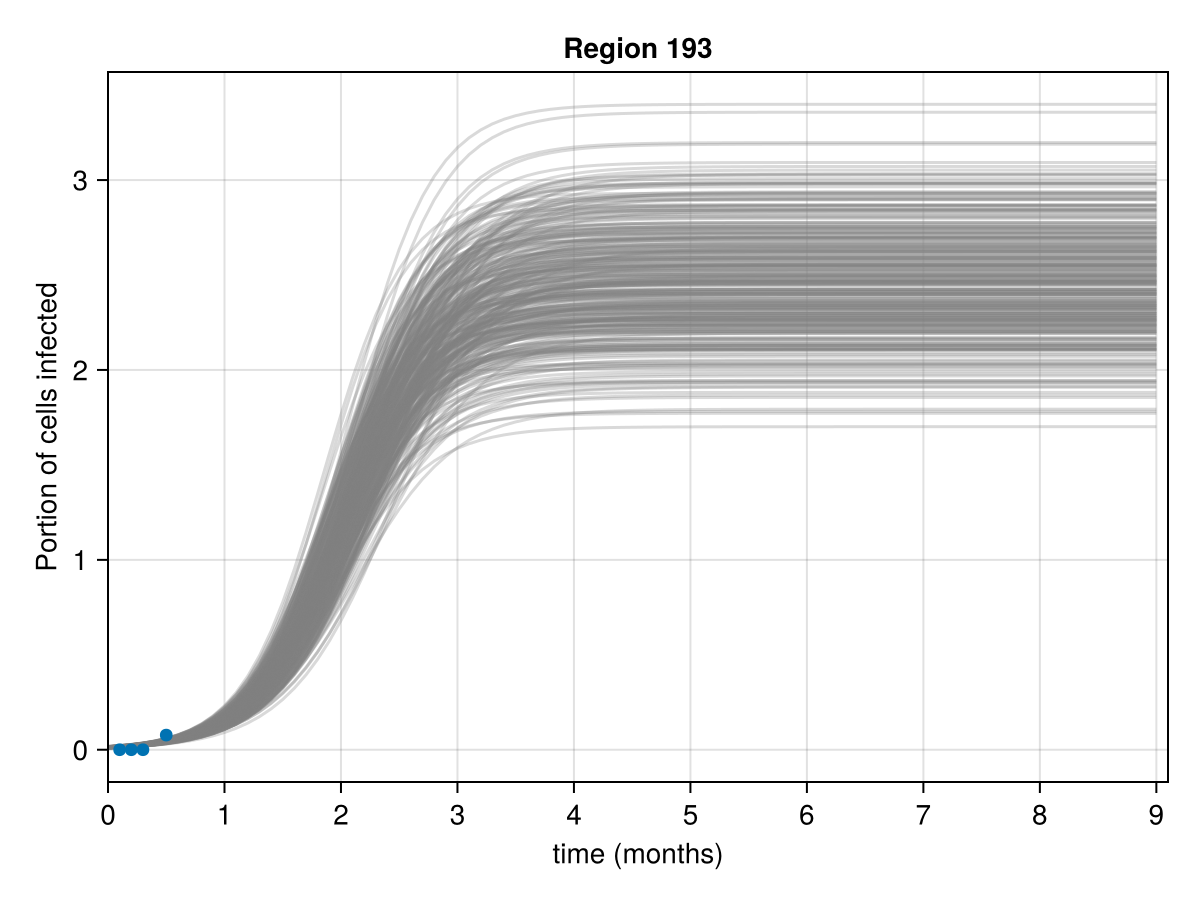 Region 193
Portion of cells infected
3
2
1
0
0 1 2 3 4 5 6 7 8 9
time (months)